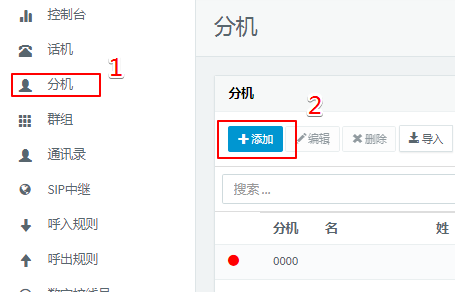 控制台
话机
1
分机
群组
通讯录
SIP中继
呼入规则
呼出规则
分机
分机
2
添加 编辑 删除 导入
搜索 ...
分机 名 姓
0000